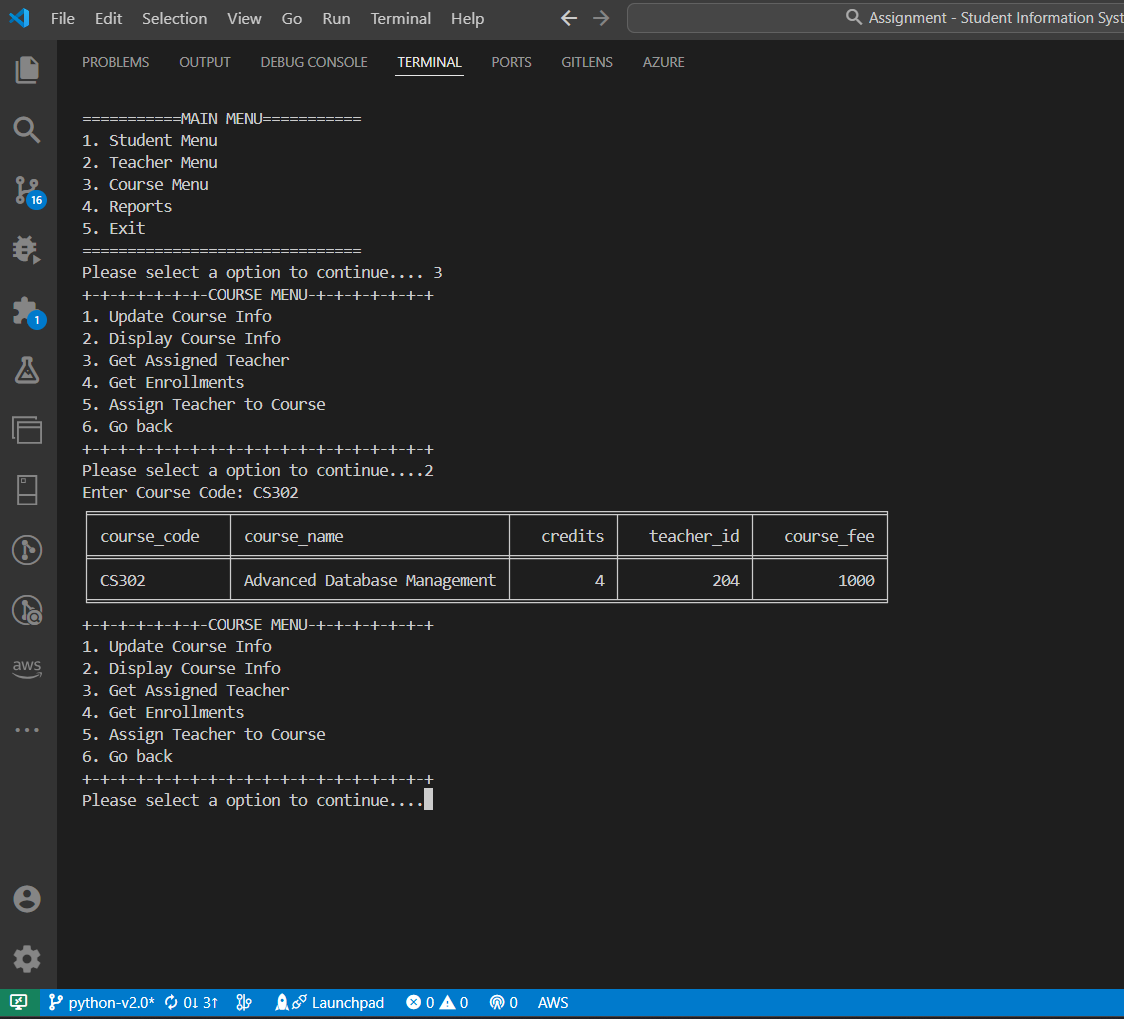 File Edit Selection View Go Run Terminal Help Assignment - Student Information Syst
PROBLEMS OUTPUT DEBUG CONSOLE TERMINAL PORTS GITLENS AZURE
===========MAIN MENU===========
1. Student Menu
2. Teacher Menu
3. Course Menu
4. Reports
5. Exit
===============================
Please select a option to continue.... 3
+-+-+-+-+-+-+-COURSE MENU-+-+-+-+-+-+-+
1. Update Course Info
2. Display Course Info
3. Get Assigned Teacher
4. Get Enrollments
5. Assign Teacher to Course
6. Go back
+-+-+-+-+-+-+-+-+-+-+-+-+-+-+-+-+-+-+-+
Please select a option to continue....2
Enter Course Code: CS302
course_code course_name credits teacher_id course_fee
CS302 Advanced Database Management 4 204 1000
+-+-+-+-+-+-+-COURSE MENU-+-+-+-+-+-+-+
1. Update Course Info
2. Display Course Info
3. Get Assigned Teacher
4. Get Enrollments
5. Assign Teacher to Course
6. Go back
+-+-+-+-+-+-+-+-+-+-+-+-+-+-+-+-+-+-+-+
Please select a option to continue....
16
1
aws
python-v2.0* 0↓ 3↑ Launchpad 0 0 0 AWS